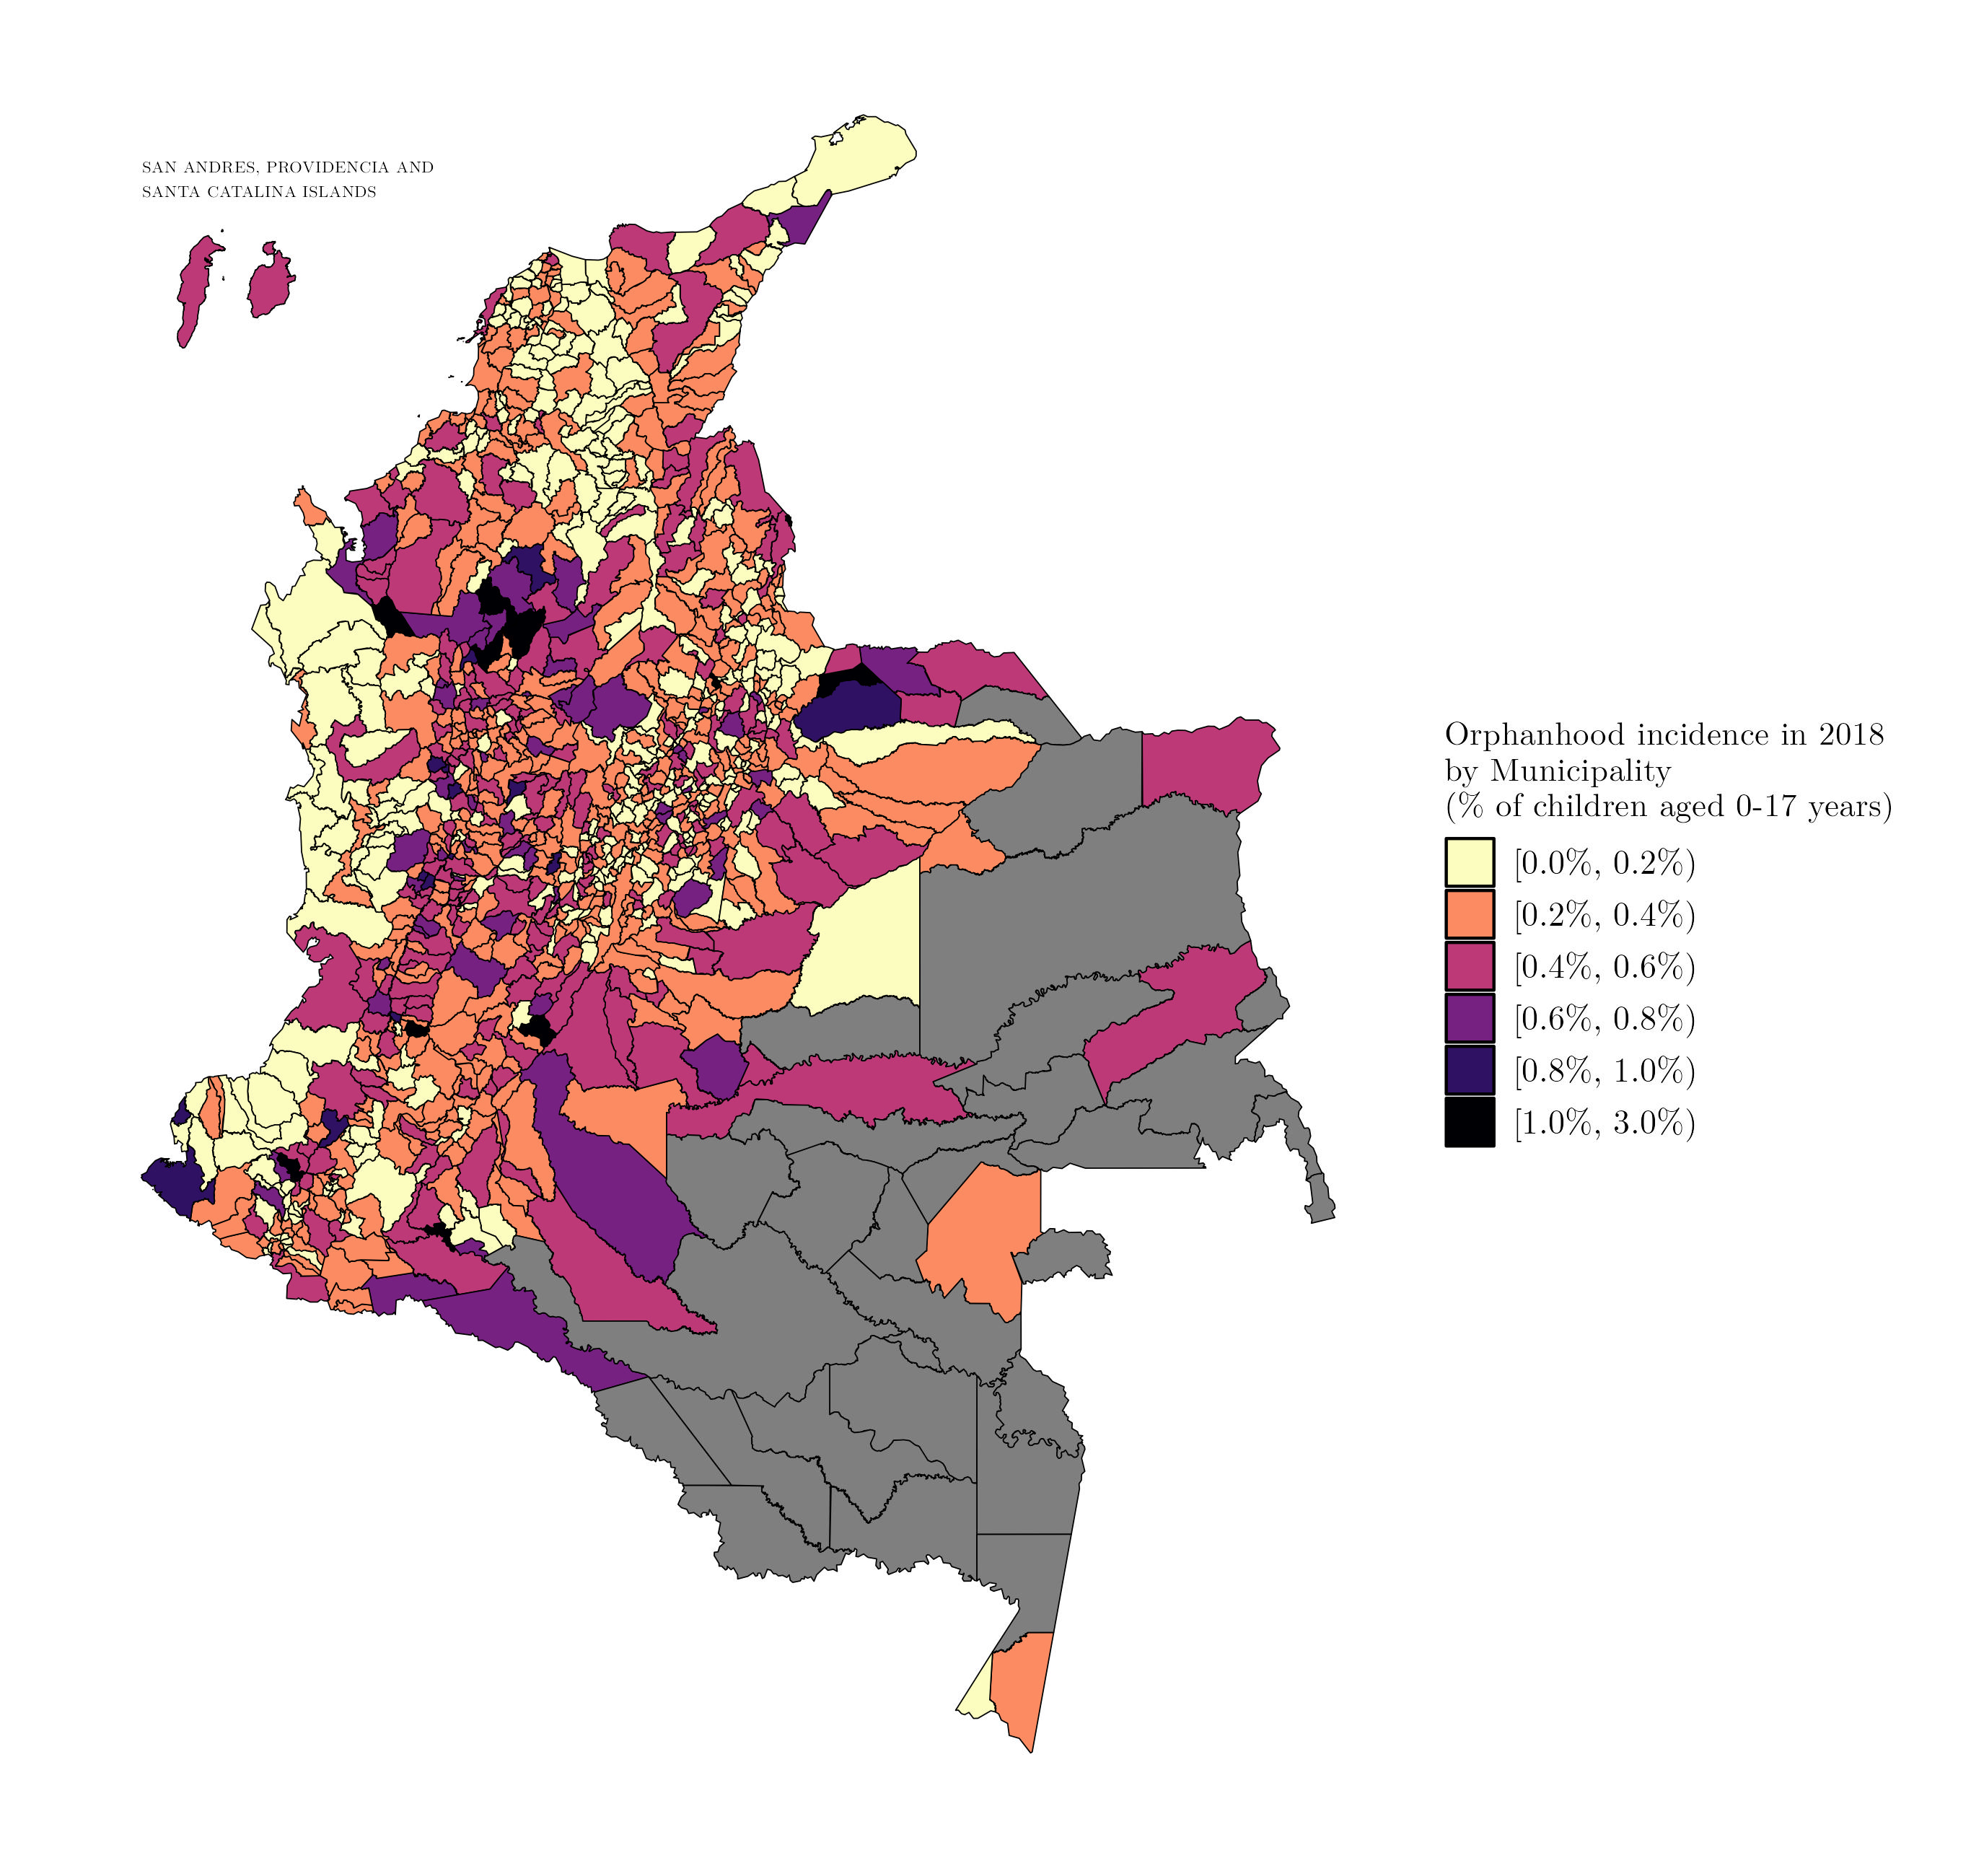 SAN ANDRES, PROVIDENCIA AND
SANTA CATALINA ISLANDS
Orphanhood incidence in 2018
by Municipality
(% of children aged 0-17 years)
[0.0%, 0.2%)
[0.2%, 0.4%)
[0.4%, 0.6%)
[0.6%, 0.8%)
[0.8%, 1.0%)
[1.0%, 3.0%)